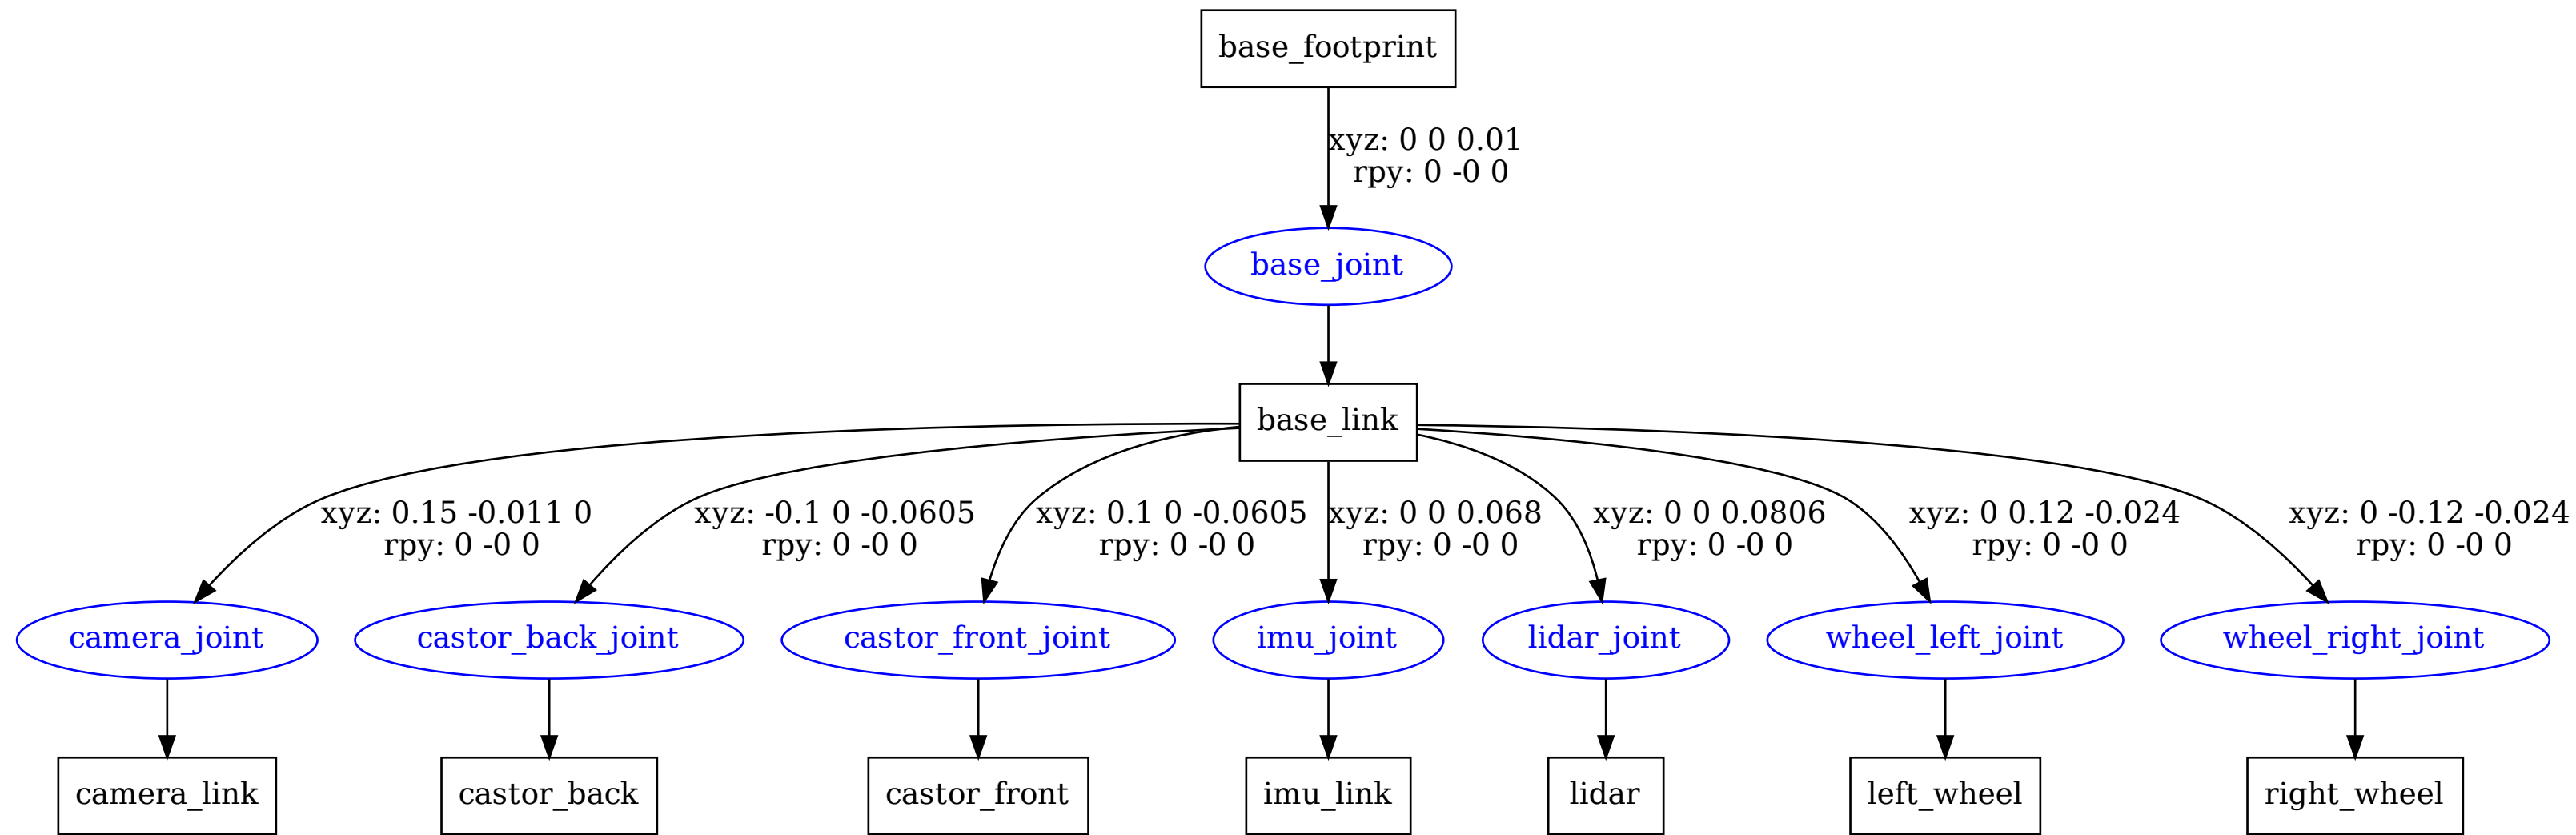 base_footprint
xyz: 0 0 0.01
rpy: 0 -0 0
base_joint
base_link
xyz: 0.15 -0.011 0
rpy: 0 -0 0
xyz: -0.1 0 -0.0605
rpy: 0 -0 0
xyz: 0.1 0 -0.0605
rpy: 0 -0 0
xyz: 0 0 0.068
rpy: 0 -0 0
xyz: 0 0 0.0806
rpy: 0 -0 0
xyz: 0 0.12 -0.024
rpy: 0 -0 0
xyz: 0 -0.12 -0.024
rpy: 0 -0 0
camera_joint
castor_back_joint
castor_front_joint
imu_joint
lidar_joint
wheel_left_joint
wheel_right_joint
camera_link
castor_back
castor_front
imu_link
lidar
left_wheel
right_wheel